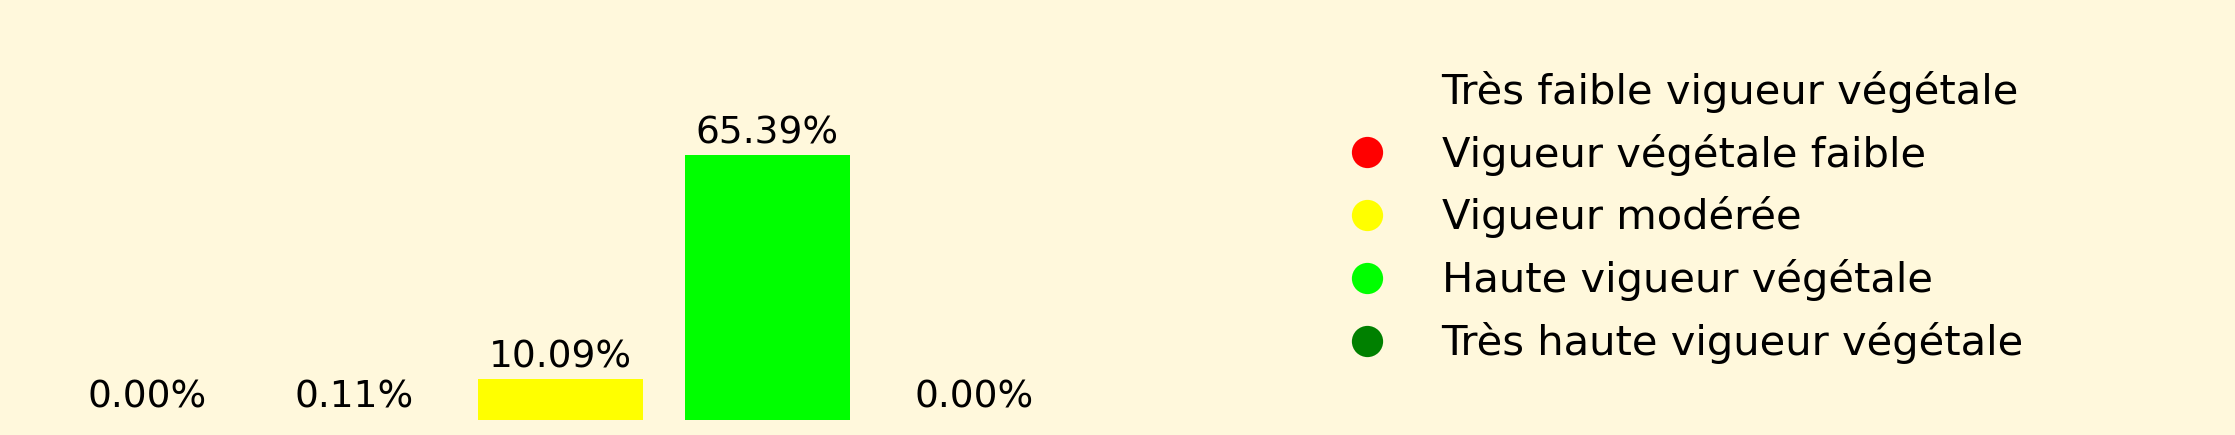 65.39%
10.09%
0.00%
0.11%
0.00%
Très faible vigueur végétale
Vigueur végétale faible
Vigueur modérée
Haute vigueur végétale
Très haute vigueur végétale